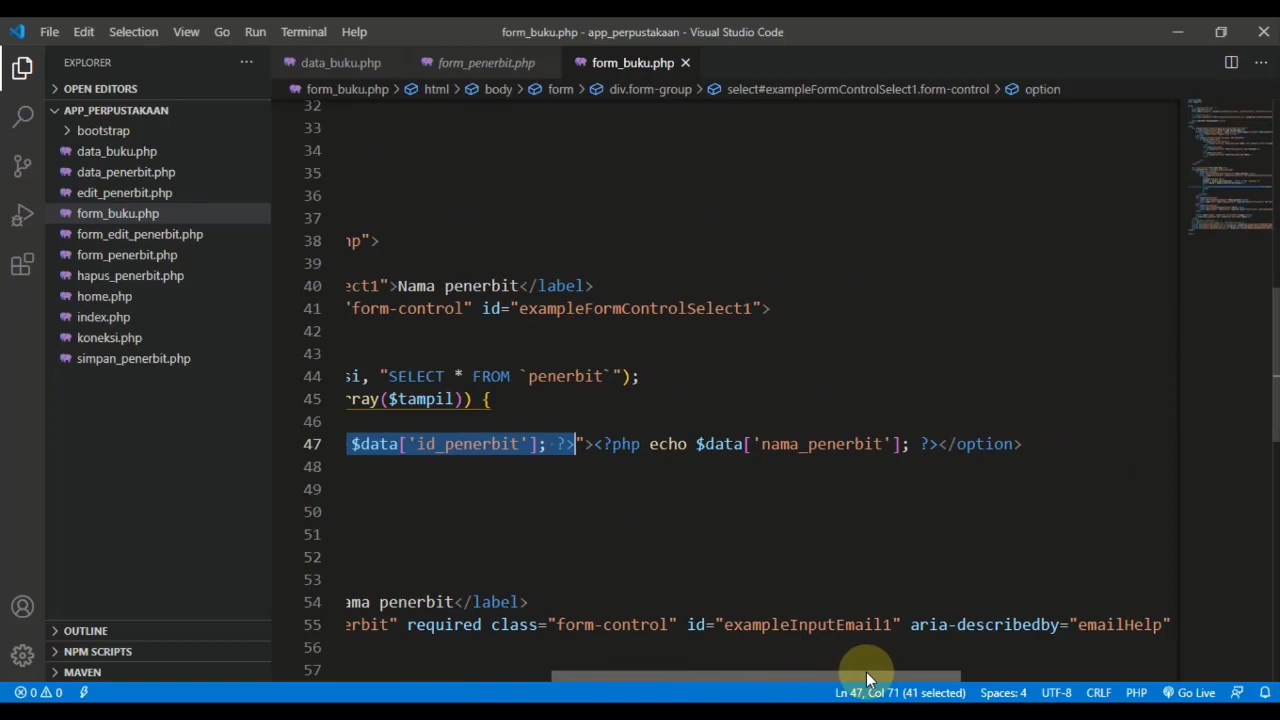 File Edit Selection View Go Run Terminal Help form_buku.php - app_perpustakaan - Visual Studio Code
EXPLORER ··· data_buku.php form_penerbit.php form_buku.php
OPEN EDITORS
form_buku.php html body form div.form-group select#exampleFormControlSelect1.form-control option
APP_PERPUSTAKAAN
bootstrap
data_buku.php
data_penerbit.php
edit_penerbit.php
form_buku.php
form_edit_penerbit.php
form_penerbit.php
hapus_penerbit.php
home.php
index.php
koneksi.php
simpan_penerbit.php
32
33
34
35
36
37
38 np">
39
40 ect1">Nama penerbit</label>
41 "form-control" id="exampleFormControlSelect1">
42
43
44 si, "SELECT * FROM `penerbit`");
45 rray($tampil)) {
46
47 $data['id_penerbit']; ?>"><?php echo $data['nama_penerbit']; ?></option>
48
49
50
51
52
53
54 ama penerbit</label>
55 erbit" required class="form-control" id="exampleInputEmail1" aria-describedby="emailHelp"
56
57
OUTLINE
NPM SCRIPTS
MAVEN
0 0 Ln 47, Col 71 (41 selected) Spaces: 4 UTF-8 CRLF PHP Go Live